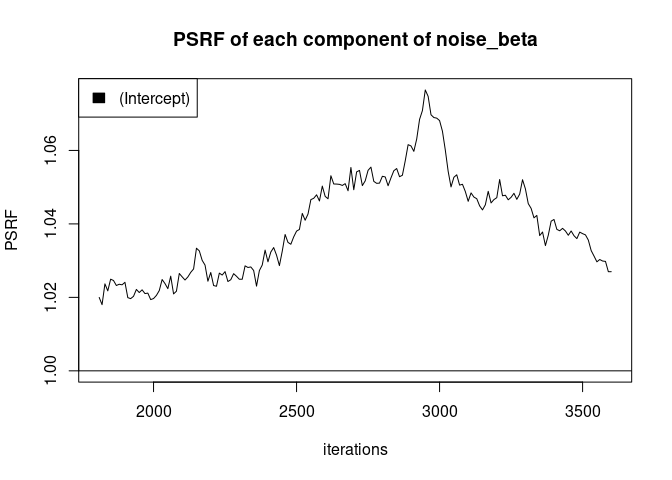 PSRF of each component of noise_beta
(Intercept)
PSRF
1.06
1.04
1.02
1.00
2000 2500 3000 3500
iterations